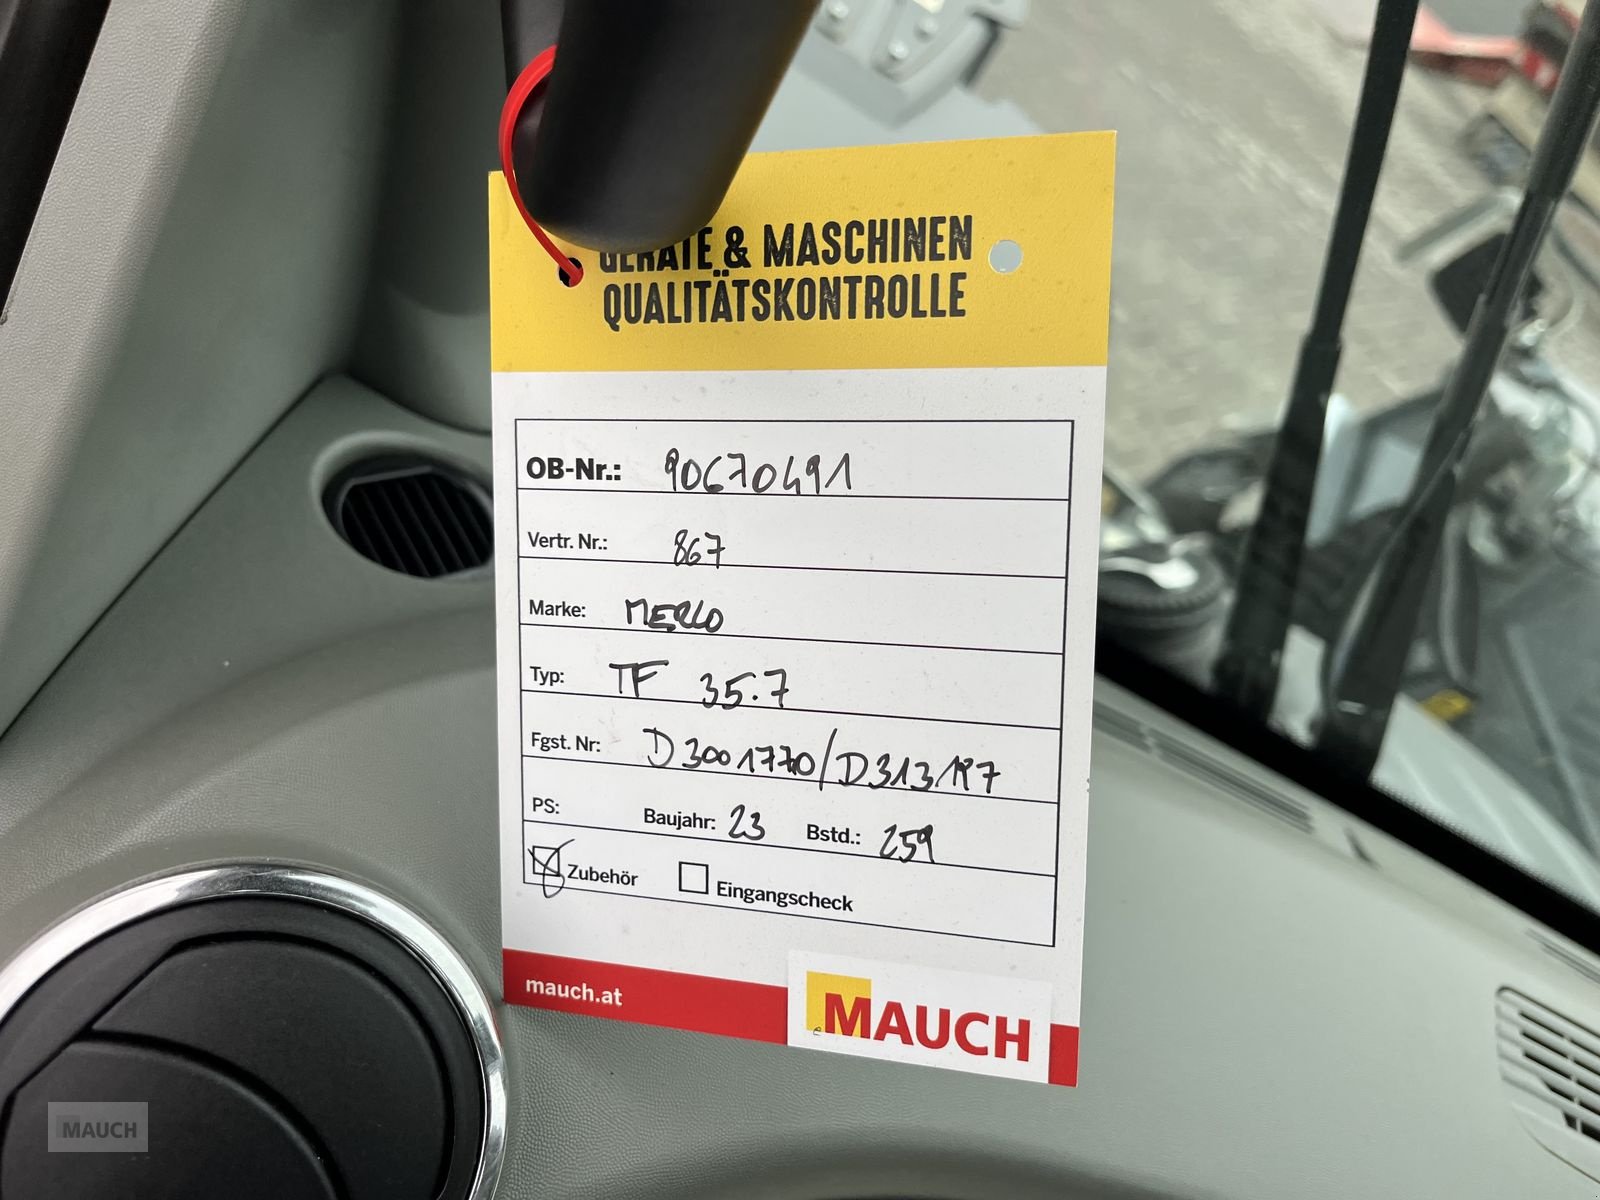 GERÄTE & MASCHINEN
QUALITÄTSKONTROLLE
OB-Nr.: 90670491
Vertr. Nr.: 867
Marke: MERLO
Typ: TF 35.7
Fgst. Nr: D3001770/D313197
PS: Baujahr: 23 Bstd.: 259
Zubehör Eingangscheck
mauch.at
MAUCH
MAUCH